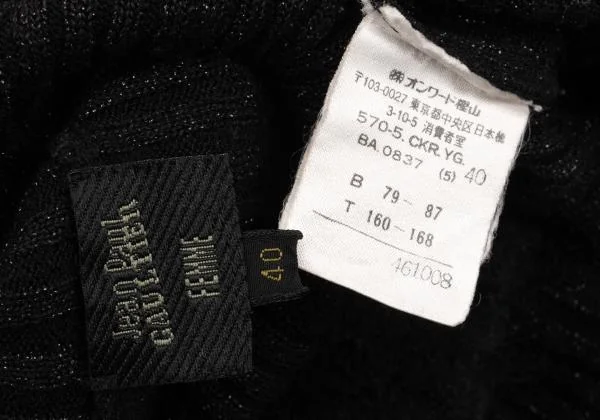 Jean Paul
GAULTIER
FEMME
40
㈱オンワード樫山
〒103-0027 東京都中央区日本橋
3-10-5 消費者室
570-5. CKR. YG.
BA.0837 (5) 40
B 79 - 87
T 160 - 168
461008